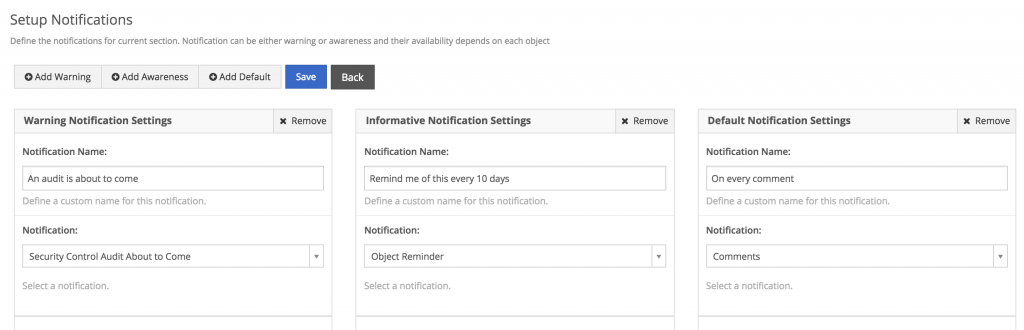 Setup Notifications
Define the notifications for current section. Notification can be either warning or awareness and their availability depends on each object
Add Warning Add Awareness Add Default Save Back
Warning Notification Settings Remove
Notification Name:
An audit is about to come
Define a custom name for this notification.
Notification:
Security Control Audit About to Come
Select a notification.
Informative Notification Settings Remove
Notification Name:
Remind me of this every 10 days
Define a custom name for this notification.
Notification:
Object Reminder
Select a notification.
Default Notification Settings Remove
Notification Name:
On every comment
Define a custom name for this notification.
Notification:
Comments
Select a notification.